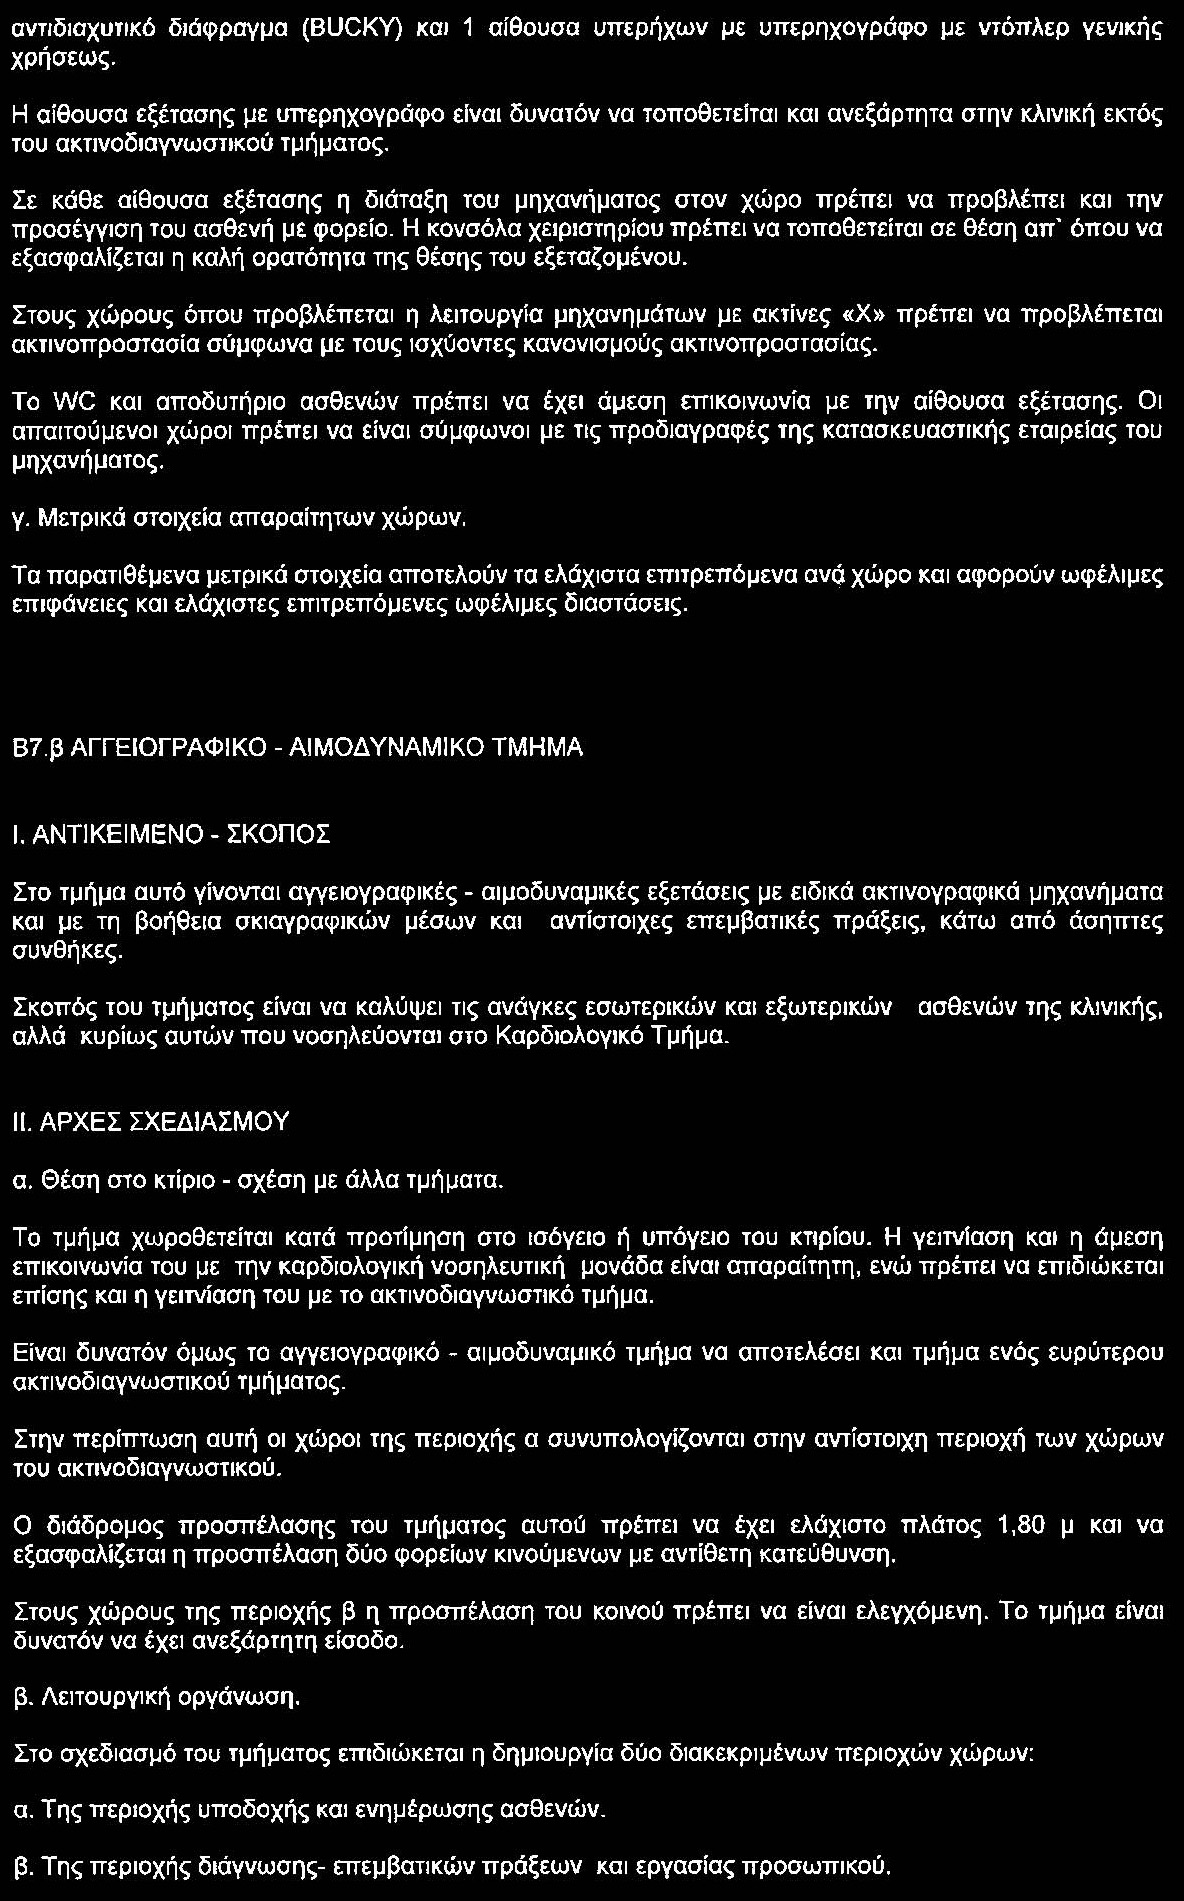 αντιδιαχυτικό διάφραγμα (BUCKY) και 1 αίθουσα υπερήχων με υπερηχογράφο με ντόπλερ γενικής
χρήσεως.
Η αίθουσα εξέτασης με υπερηχογράφο είναι δυνατόν να τοποθετείται και ανεξάρτητα στην κλινική εκτός
του ακτινοδιαγνωστικού τμήματος.
Σε κάθε αίθουσα εξέτασης η διάταξη του μηχανήματος στον χώρο πρέπει να προβλέπει και την
προσέγγιση του ασθενή με φορείο. Η κονσόλα χειριστηρίου πρέπει να τοποθετείται σε θέση απ' όπου να
εξασφαλίζεται η καλή ορατότητα της θέσης του εξεταζομένου.
Στους χώρους όπου προβλέπεται η λειτουργία μηχανημάτων με ακτίνες «Χ» πρέπει να προβλέπεται
ακτινοπροστασία σύμφωνα με τους ισχύοντες κανονισμούς ακτινοπροστασίας.
Το WC και αποδυτήριο ασθενών πρέπει να έχει άμεση επικοινωνία με την αίθουσα εξέτασης. Οι
απαιτούμενοι χώροι πρέπει να είναι σύμφωνοι με τις προδιαγραφές της κατασκευαστικής εταιρείας του
μηχανήματος.
γ. Μετρικά στοιχεία απαραίτητων χώρων.
Τα παρατιθέμενα μετρικά στοιχεία αποτελούν τα ελάχιστα επιτρεπόμενα ανά χώρο και αφορούν ωφέλιμες
επιφάνειες και ελάχιστες επιτρεπόμενες ωφέλιμες διαστάσεις.
Β7.β ΑΓΓΕΙΟΓΡΑΦΙΚΟ - ΑΙΜΟΔΥΝΑΜΙΚΟ ΤΜΗΜΑ
Ι. ΑΝΤΙΚΕΙΜΕΝΟ - ΣΚΟΠΟΣ
Στο τμήμα αυτό γίνονται αγγειογραφικές - αιμοδυναμικές εξετάσεις με ειδικά ακτινογραφικά μηχανήματα
και με τη βοήθεια σκιαγραφικών μέσων και αντίστοιχες επεμβατικές πράξεις, κάτω από άσηπτες
συνθήκες.
Σκοπός του τμήματος είναι να καλύψει τις ανάγκες εσωτερικών και εξωτερικών ασθενών της κλινικής,
αλλά κυρίως αυτών που νοσηλεύονται στο Καρδιολογικό Τμήμα.
ΙΙ. ΑΡΧΕΣ ΣΧΕΔΙΑΣΜΟΥ
α. Θέση στο κτίριο - σχέση με άλλα τμήματα.
Το τμήμα χωροθετείται κατά προτίμηση στο ισόγειο ή υπόγειο του κτιρίου. Η γειτνίαση και η άμεση
επικοινωνία του με την καρδιολογική νοσηλευτική μονάδα είναι απαραίτητη, ενώ πρέπει να επιδιώκεται
επίσης και η γειτνίαση του με το ακτινοδιαγνωστικό τμήμα.
Είναι δυνατόν όμως το αγγειογραφικό - αιμοδυναμικό τμήμα να αποτελέσει και τμήμα ενός ευρύτερου
ακτινοδιαγνωστικού τμήματος.
Στην περίπτωση αυτή οι χώροι της περιοχής α συνυπολογίζονται στην αντίστοιχη περιοχή των χώρων
του ακτινοδιαγνωστικού.
Ο διάδρομος προσπέλασης του τμήματος αυτού πρέπει να έχει ελάχιστο πλάτος 1,80 μ και να
εξασφαλίζεται η προσπέλαση δύο φορείων κινούμενων με αντίθετη κατεύθυνση.
Στους χώρους της περιοχής β η προσπέλαση του κοινού πρέπει να είναι ελεγχόμενη. Το τμήμα είναι
δυνατόν να έχει ανεξάρτητη είσοδο.
β. Λειτουργική οργάνωση.
Στο σχεδιασμό του τμήματος επιδιώκεται η δημιουργία δύο διακεκριμένων περιοχών χώρων:
α. Της περιοχής υποδοχής και ενημέρωσης ασθενών.
β. Της περιοχής διάγνωσης- επεμβατικών πράξεων και εργασίας προσωπικού.